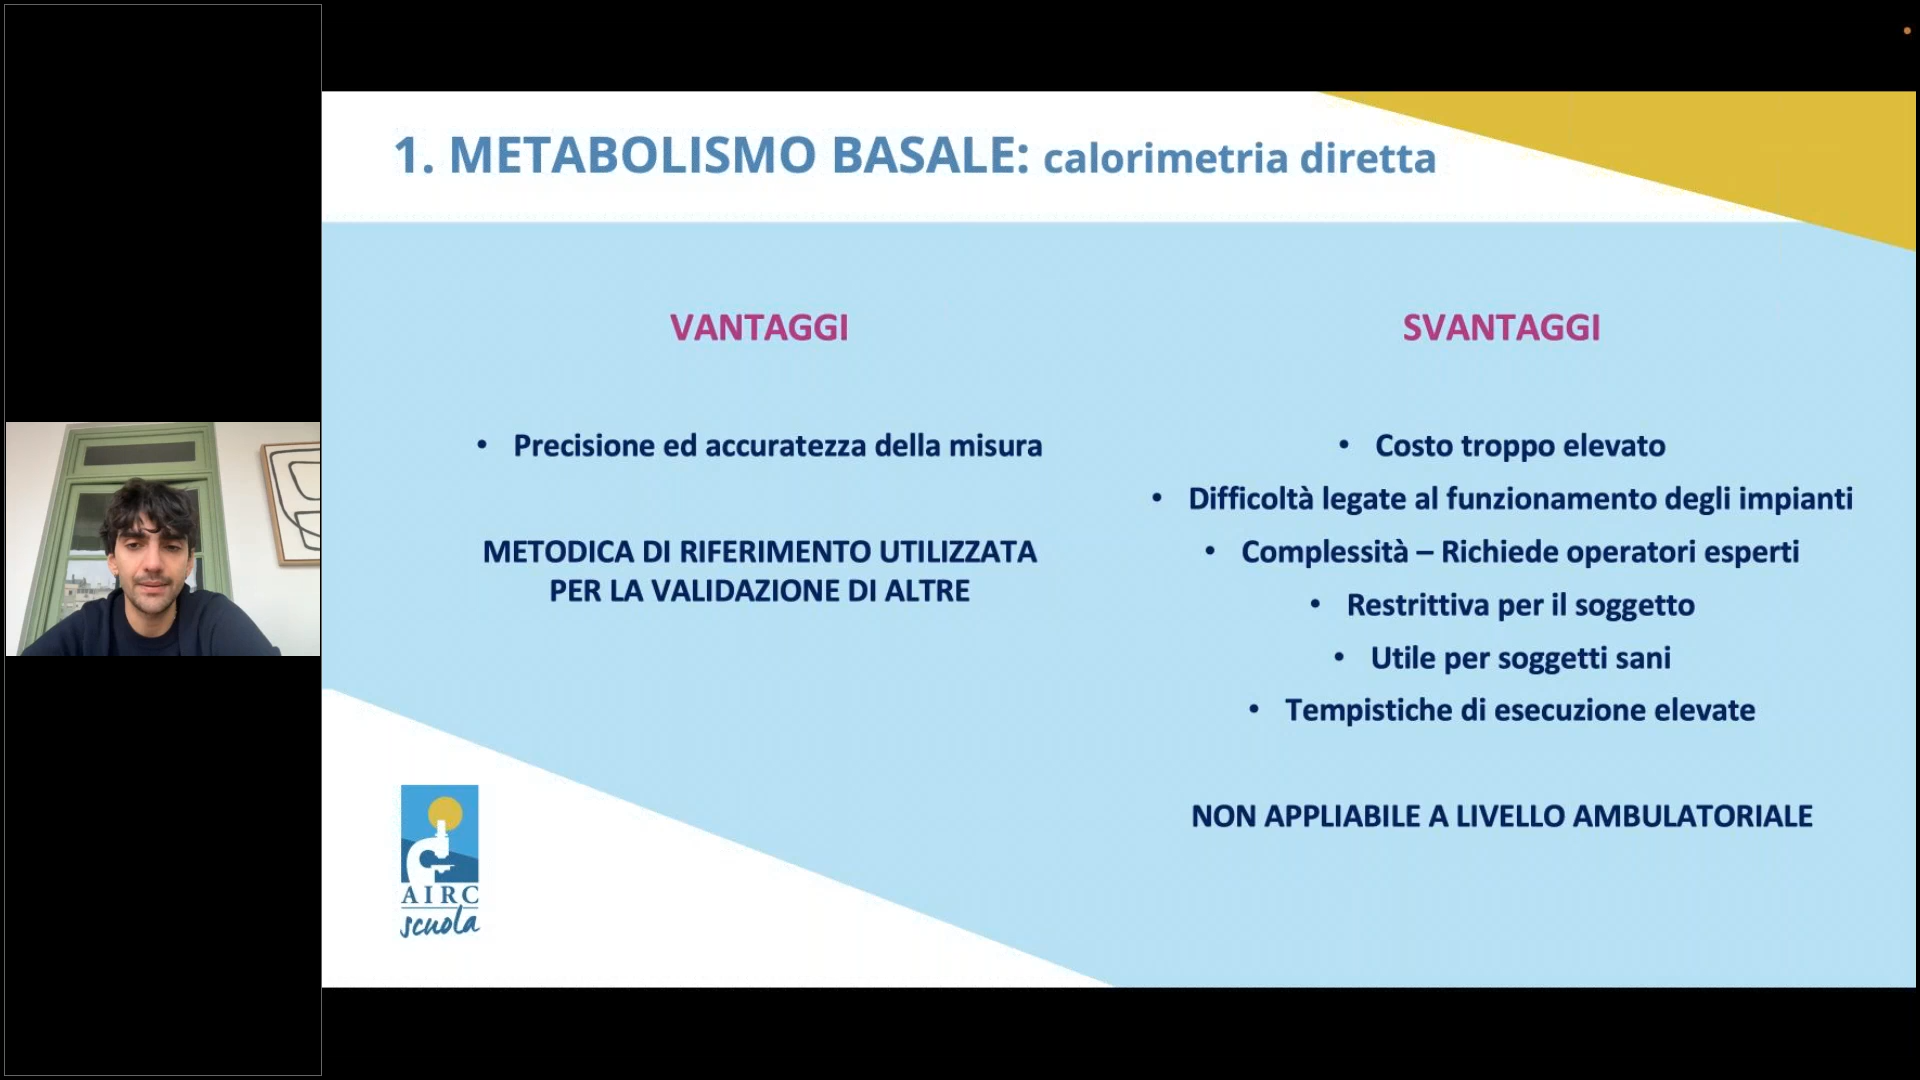 1. METABOLISMO BASALE: calorimetria diretta
VANTAGGI
• Precisione ed accuratezza della misura
METODICA DI RIFERIMENTO UTILIZZATA
PER LA VALIDAZIONE DI ALTRE
SVANTAGGI
• Costo troppo elevato
• Difficoltà legate al funzionamento degli impianti
• Complessità – Richiede operatori esperti
• Restrittiva per il soggetto
• Utile per soggetti sani
• Tempistiche di esecuzione elevate
NON APPLIABILE A LIVELLO AMBULATORIALE
AIRC
scuola